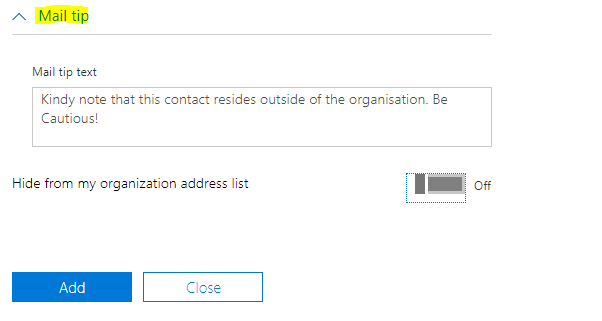 Mail tip
Mail tip text
Kindy note that this contact resides outside of the organisation. Be
Cautious!
Hide from my organization address list
Off
Add
Close